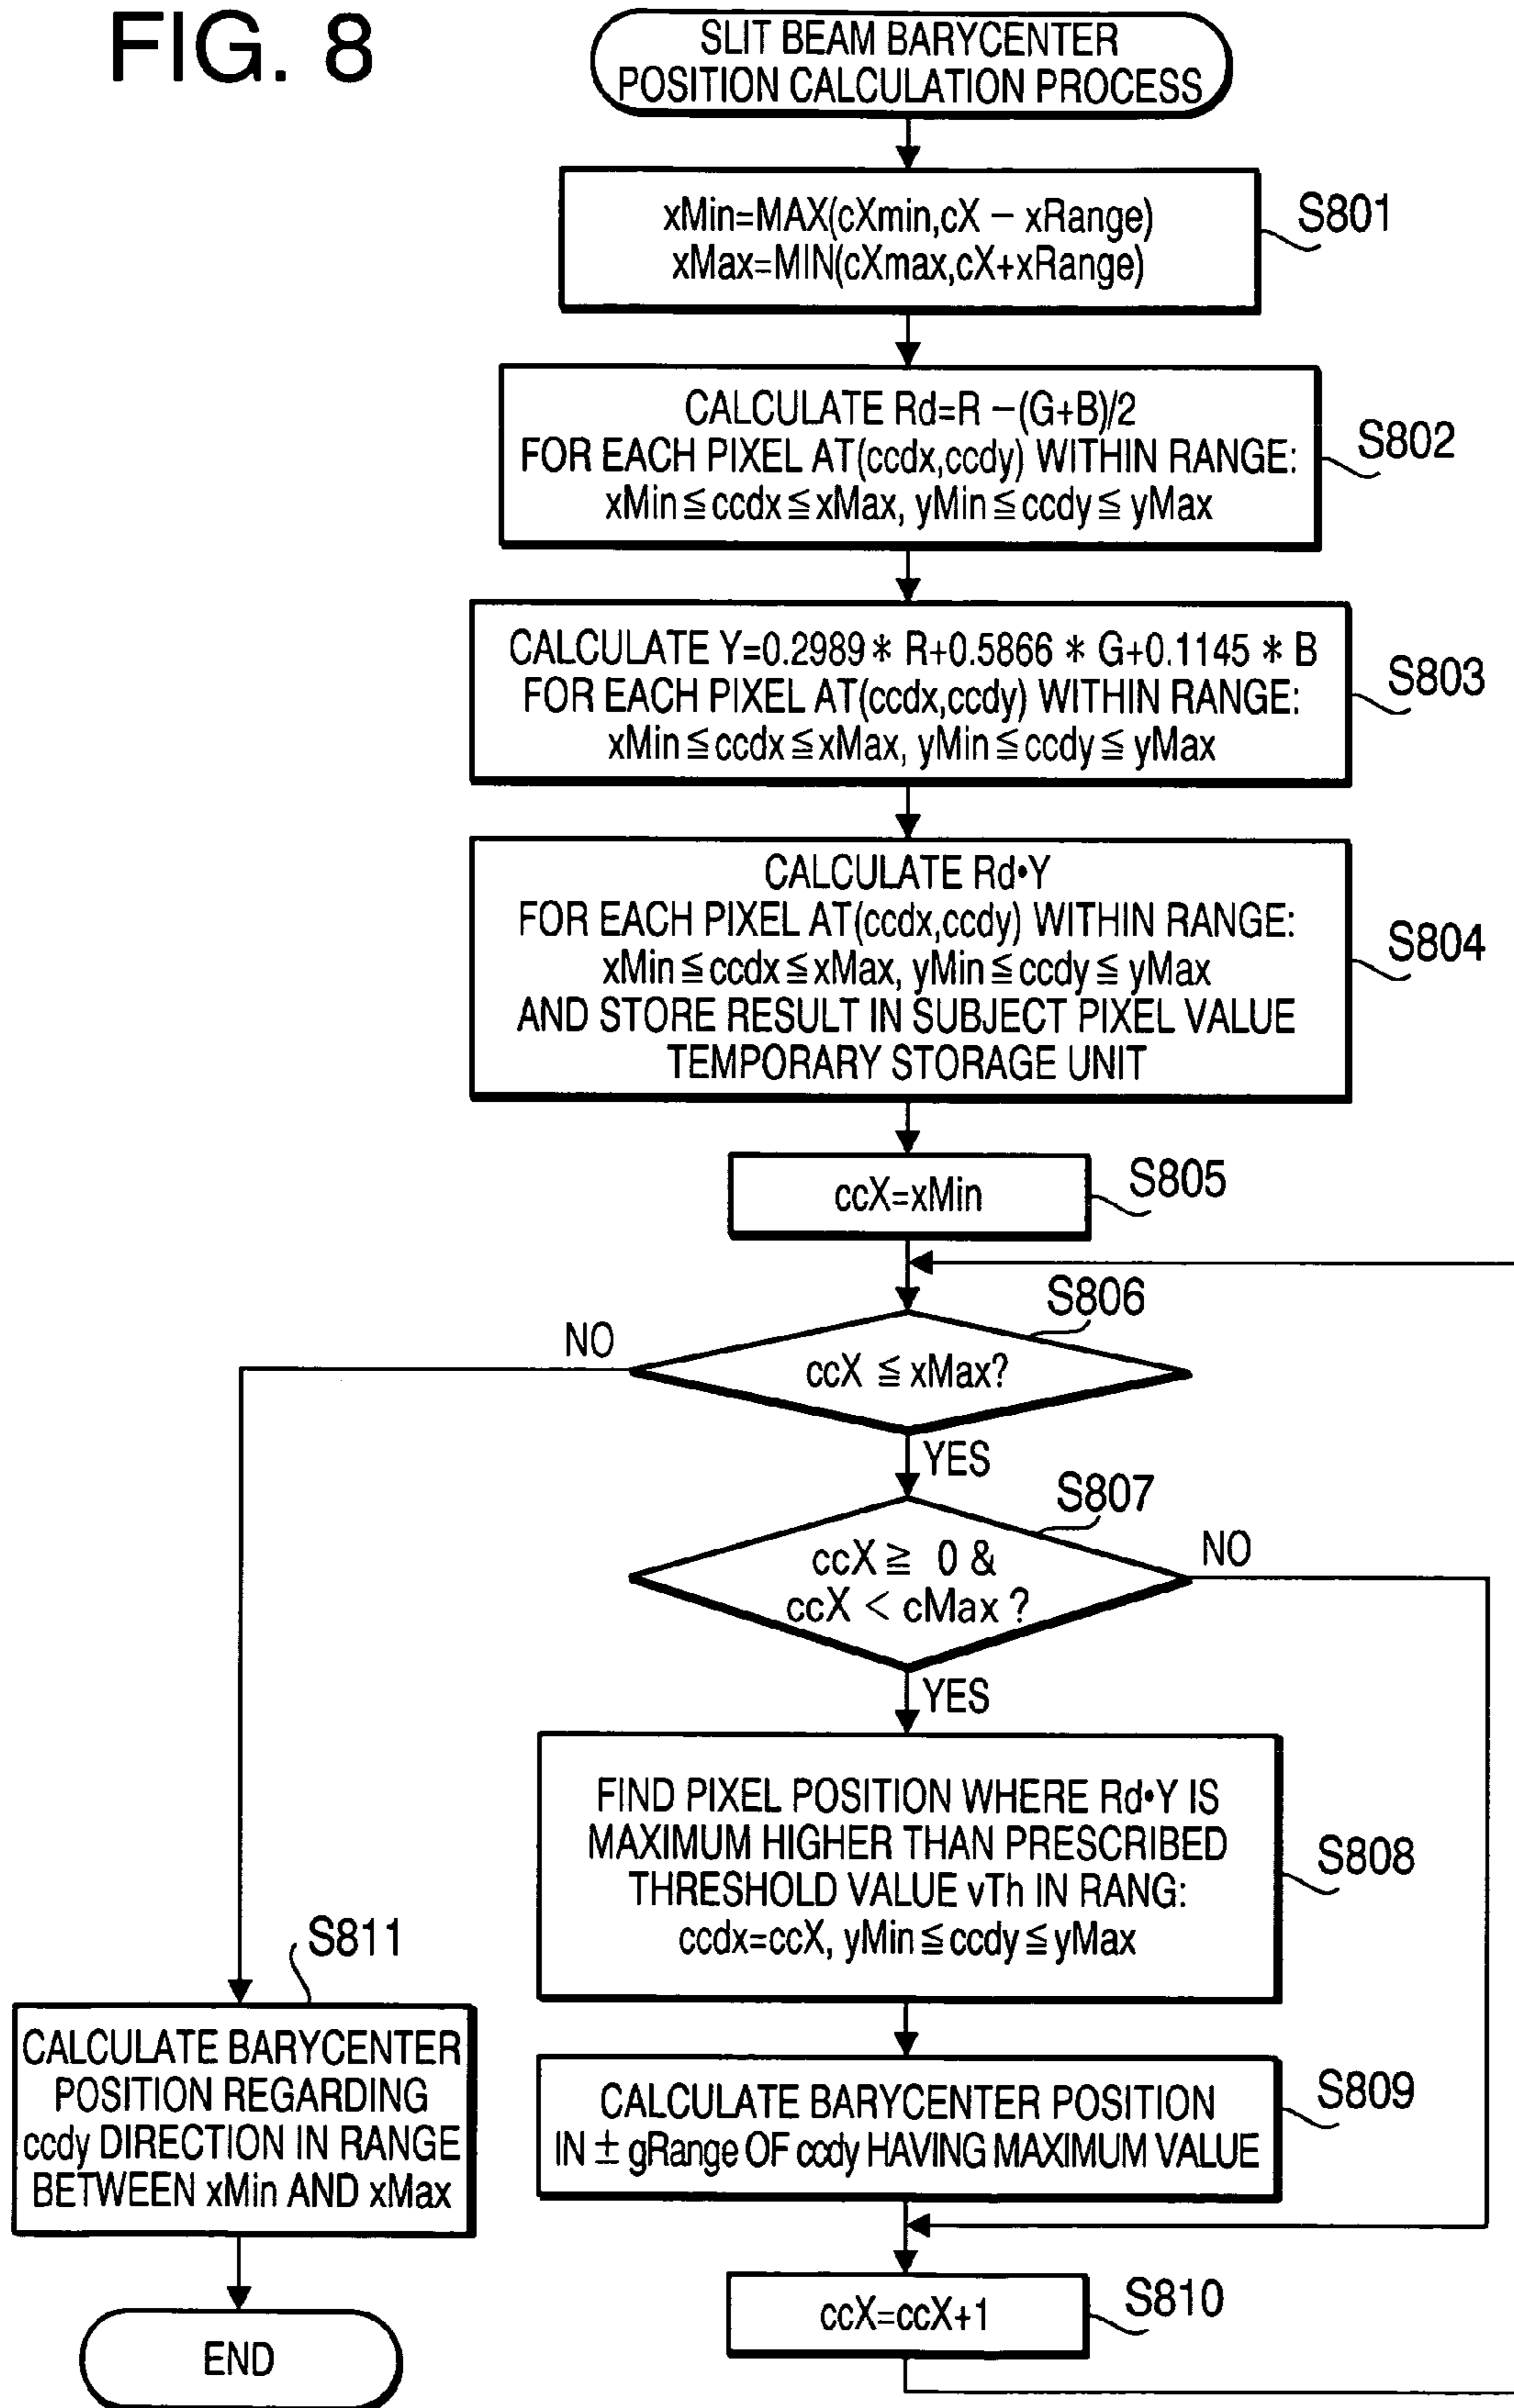 FIG. 8
SLIT BEAM BARYCENTER
POSITION CALCULATION PROCESS
xMin=MAX(cXmin,cX − xRange)
xMax=MIN(cXmax,cX+xRange)
S801
CALCULATE Rd=R −(G+B)/2
FOR EACH PIXEL AT(ccdx,ccdy) WITHIN RANGE:
xMin≦ccdx≦xMax, yMin≦ccdy≦yMax
S802
CALCULATE Y=0.2989＊R+0.5866＊G+0.1145＊B
FOR EACH PIXEL AT(ccdx,ccdy) WITHIN RANGE:
xMin≦ccdx≦xMax, yMin≦ccdy≦yMax
S803
CALCULATE Rd•Y
FOR EACH PIXEL AT(ccdx,ccdy) WITHIN RANGE:
xMin≦ccdx≦xMax, yMin≦ccdy≦yMax
AND STORE RESULT IN SUBJECT PIXEL VALUE
TEMPORARY STORAGE UNIT
S804
ccX=xMin
S805
S806
NO
ccX ≦ xMax?
YES
S807
ccX≧ 0 &
ccX < cMax ?
NO
YES
FIND PIXEL POSITION WHERE Rd•Y IS
MAXIMUM HIGHER THAN PRESCRIBED
THRESHOLD VALUE vTh IN RANG:
ccdx=ccX, yMin≦ccdy≦yMax
S808
CALCULATE BARYCENTER POSITION
IN ± gRange OF ccdy HAVING MAXIMUM VALUE
S809
ccX=ccX+1
S810
S811
CALCULATE BARYCENTER
POSITION REGARDING
ccdy DIRECTION IN RANGE
BETWEEN xMin AND xMax
END